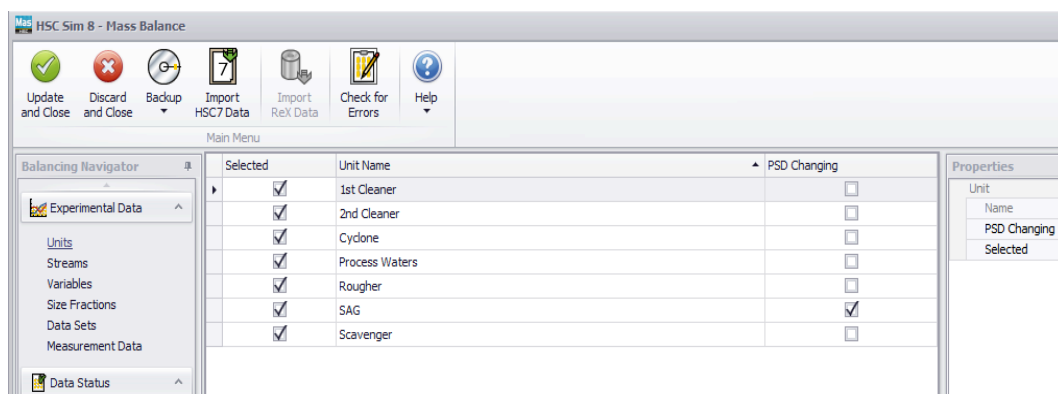 Mas HSC Sim 8 - Mass Balance
7
Update and Close
Discard and Close
Backup
Import HSC7 Data
Import ReX Data
Check for Errors
Help
Main Menu
Balancing Navigator
Selected Unit Name PSD Changing
Properties
Experimental Data
Units
Streams
Variables
Size Fractions
Data Sets
Measurement Data
Data Status
1st Cleaner
2nd Cleaner
Cyclone
Process Waters
Rougher
SAG
Scavenger
Unit
Name
PSD Changing
Selected